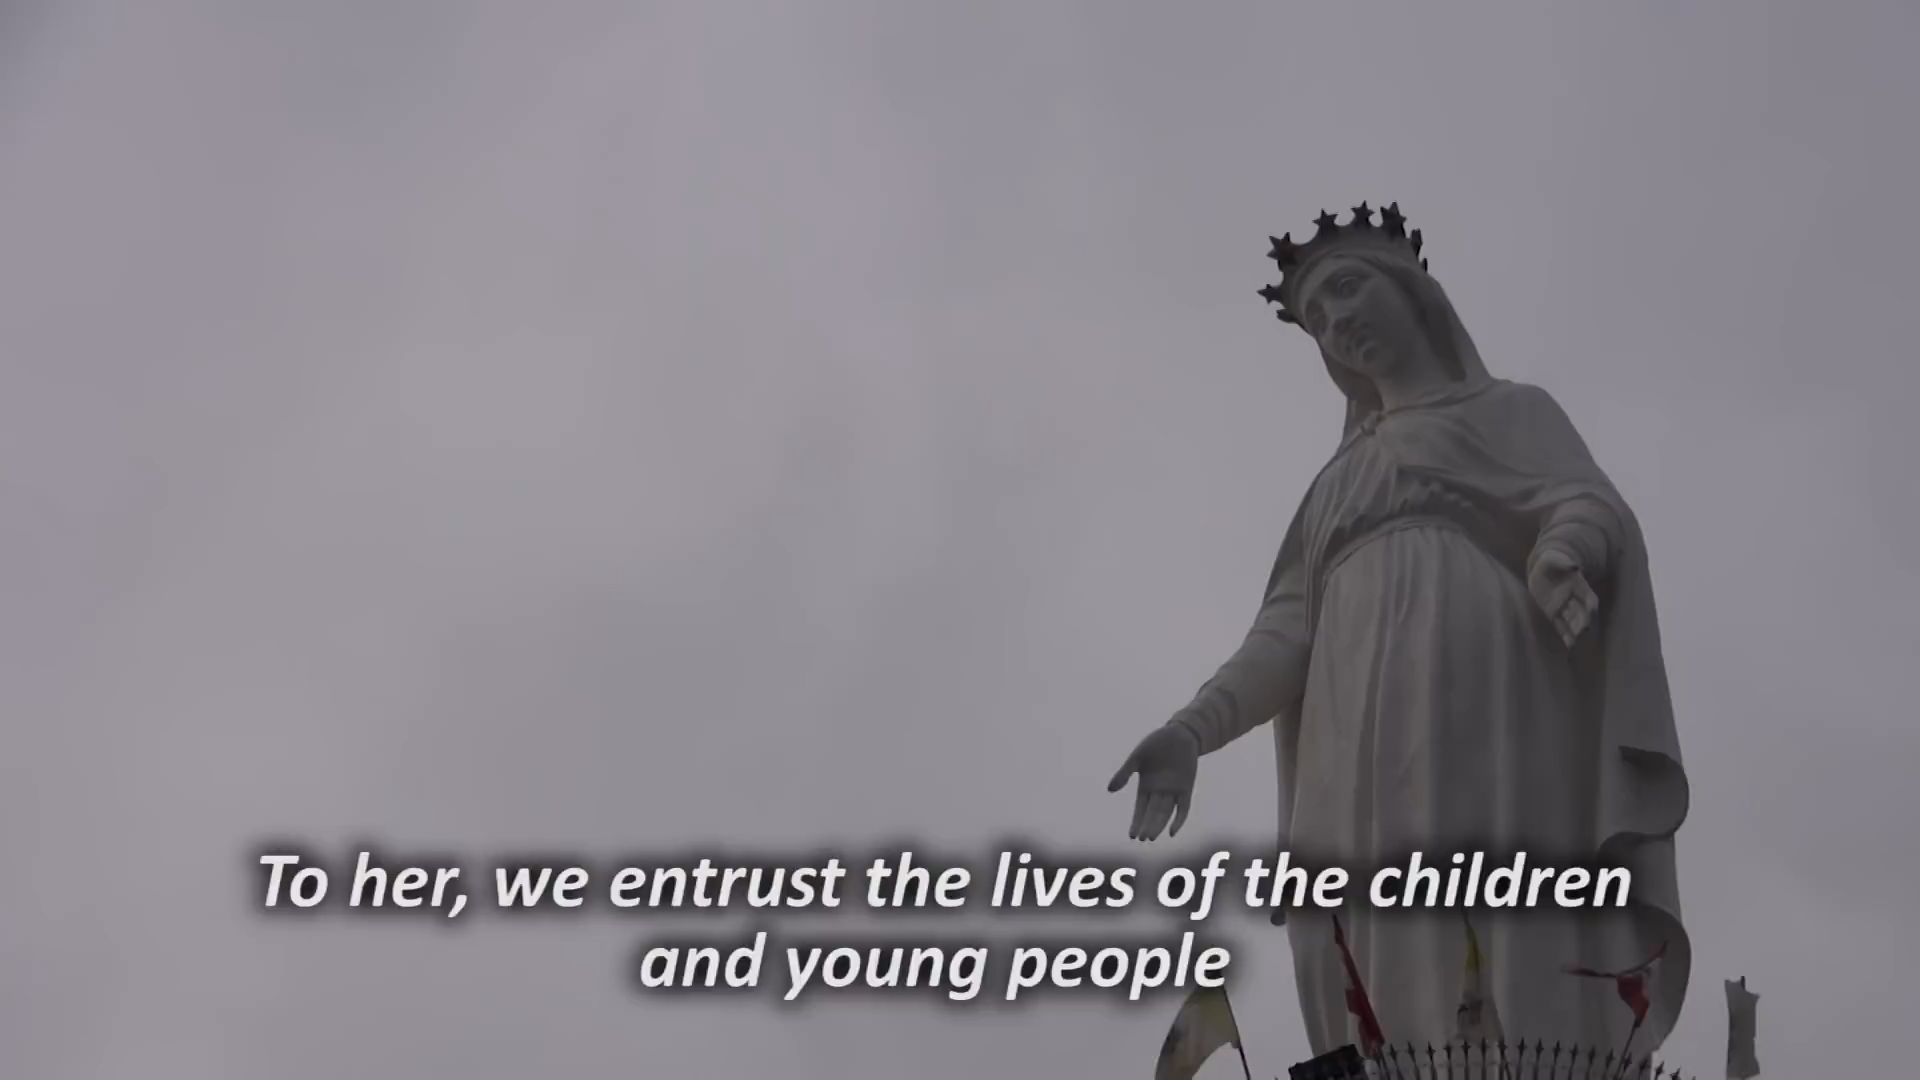 To her, we entrust the lives of the children
and young people